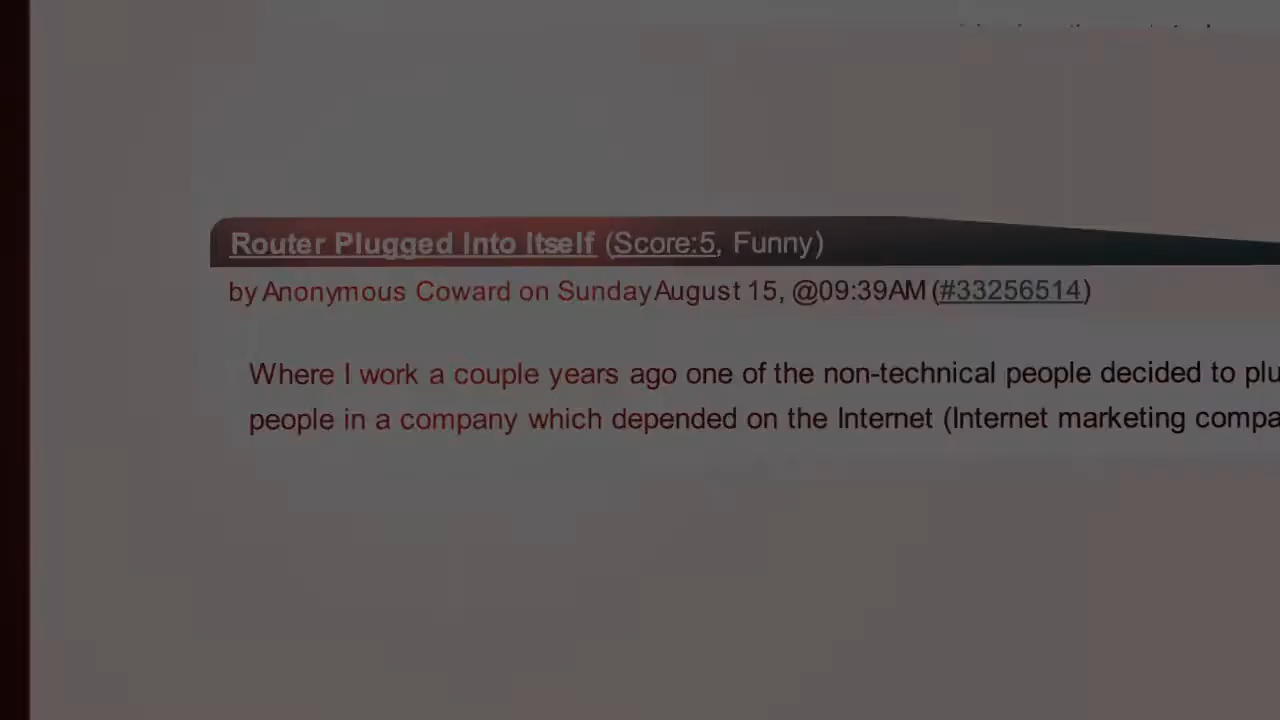 Router Plugged Into Itself (Score:5, Funny)
by Anonymous Coward on Sunday August 15, @09:39AM (#33256514)
Where I work a couple years ago one of the non-technical people decided to plu
people in a company which depended on the Internet (Internet marketing compa